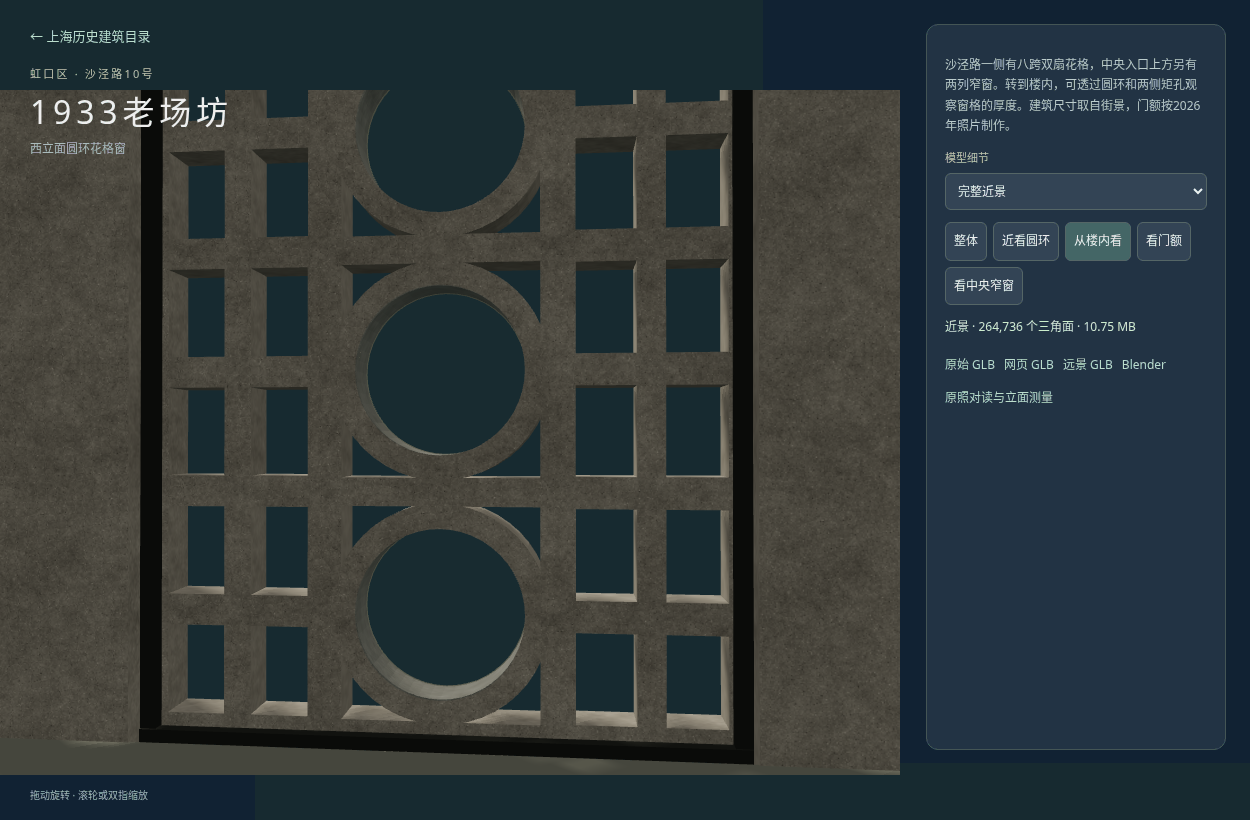 ← 上海历史建筑目录
虹口区 · 沙泾路10号
1933老场坊
西立面圆环花格窗
沙泾路一侧有八跨双扇花格，中央入口上方另有
两列窄窗。转到楼内，可透过圆环和两侧矩孔观
察窗格的厚度。建筑尺寸取自街景，门额按2026
年照片制作。
模型细节
完整近景
整体 近看圆环 从楼内看 看门额
看中央窄窗
近景 · 264,736 个三角面 · 10.75 MB
原始 GLB 网页 GLB 远景 GLB Blender
原照对读与立面测量
拖动旋转 · 滚轮或双指缩放